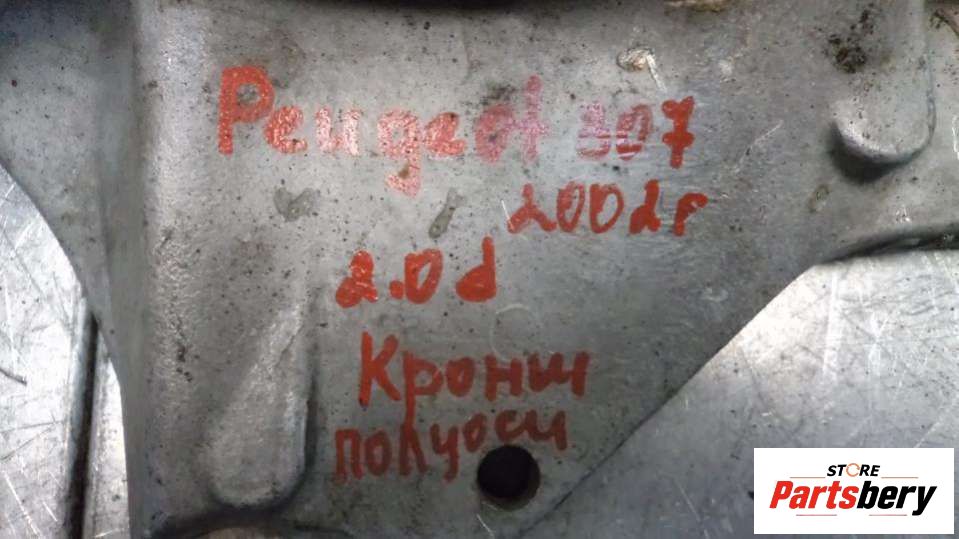 Peugeot 307
2002г
2.0d
Кронш
полуоси
STORE
Partsbery